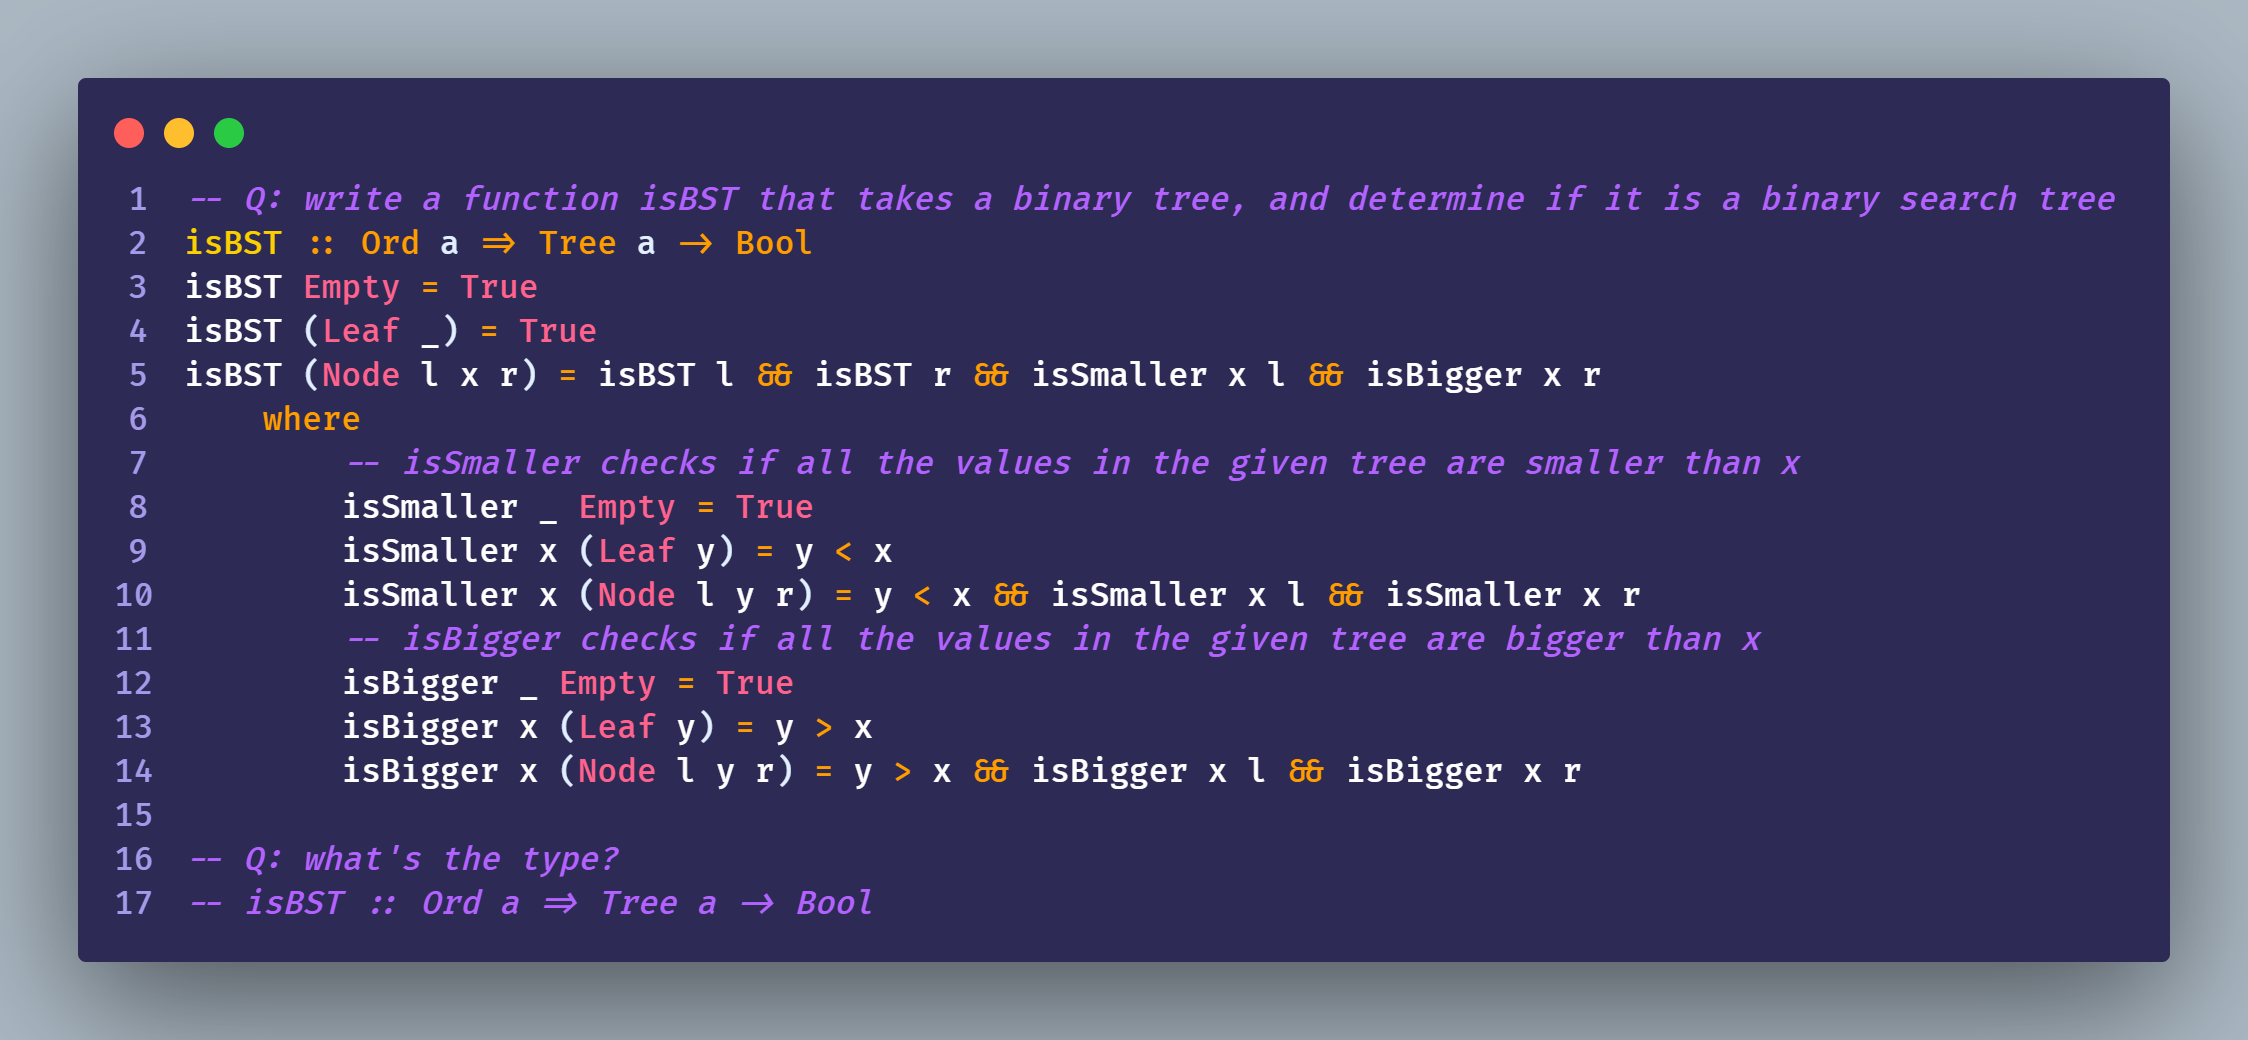 1 -- Q: write a function isBST that takes a binary tree, and determine if it is a binary search tree
2 isBST :: Ord a => Tree a -> Bool
3 isBST Empty = True
4 isBST (Leaf _) = True
5 isBST (Node l x r) = isBST l && isBST r && isSmaller x l && isBigger x r
6     where
7         -- isSmaller checks if all the values in the given tree are smaller than x
8         isSmaller _ Empty = True
9         isSmaller x (Leaf y) = y < x
10         isSmaller x (Node l y r) = y < x && isSmaller x l && isSmaller x r
11         -- isBigger checks if all the values in the given tree are bigger than x
12         isBigger _ Empty = True
13         isBigger x (Leaf y) = y > x
14         isBigger x (Node l y r) = y > x && isBigger x l && isBigger x r
15
16 -- Q: what's the type?
17 -- isBST :: Ord a => Tree a -> Bool